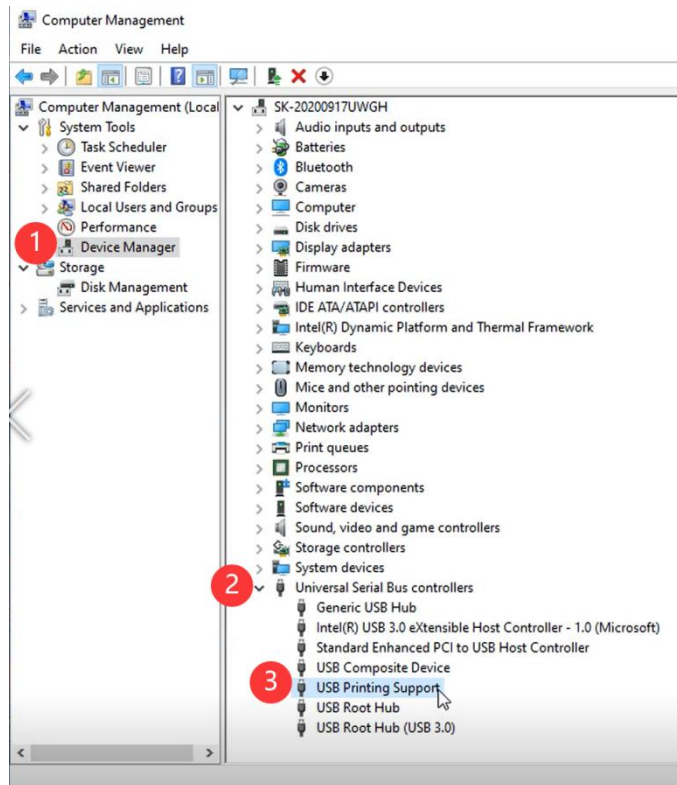 Computer Management
File Action View Help
Computer Management (Local
System Tools
Task Scheduler
Event Viewer
Shared Folders
Local Users and Groups
Performance
1
Device Manager
Storage
Disk Management
Services and Applications
SK-20200917UWGH
Audio inputs and outputs
Batteries
Bluetooth
Cameras
Computer
Disk drives
Display adapters
Firmware
Human Interface Devices
IDE ATA/ATAPI controllers
Intel(R) Dynamic Platform and Thermal Framework
Keyboards
Memory technology devices
Mice and other pointing devices
Monitors
Network adapters
Print queues
Processors
Software components
Software devices
Sound, video and game controllers
Storage controllers
System devices
2
Universal Serial Bus controllers
Generic USB Hub
Intel(R) USB 3.0 eXtensible Host Controller - 1.0 (Microsoft)
Standard Enhanced PCI to USB Host Controller
USB Composite Device
3
USB Printing Support
USB Root Hub
USB Root Hub (USB 3.0)